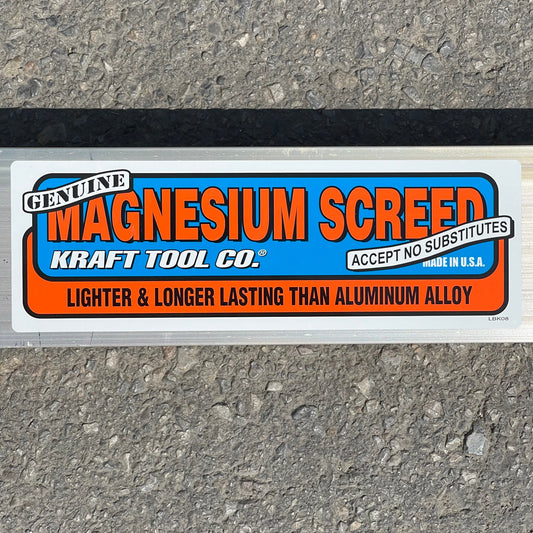 GENUINE
MAGNESIUM SCREED
KRAFT TOOL CO.®
ACCEPT NO SUBSTITUTES
MADE IN U.S.A.
LIGHTER & LONGER LASTING THAN ALUMINUM ALLOY
LBK08